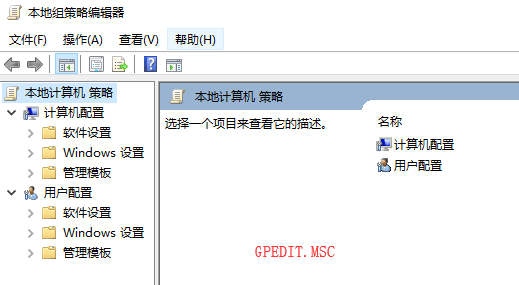 本地组策略编辑器
文件(F) 操作(A) 查看(V) 帮助(H)
本地计算机 策略
计算机配置
软件设置
Windows 设置
管理模板
用户配置
软件设置
Windows 设置
管理模板
本地计算机 策略
选择一个项目来查看它的描述。
名称
计算机配置
用户配置
GPEDIT.MSC